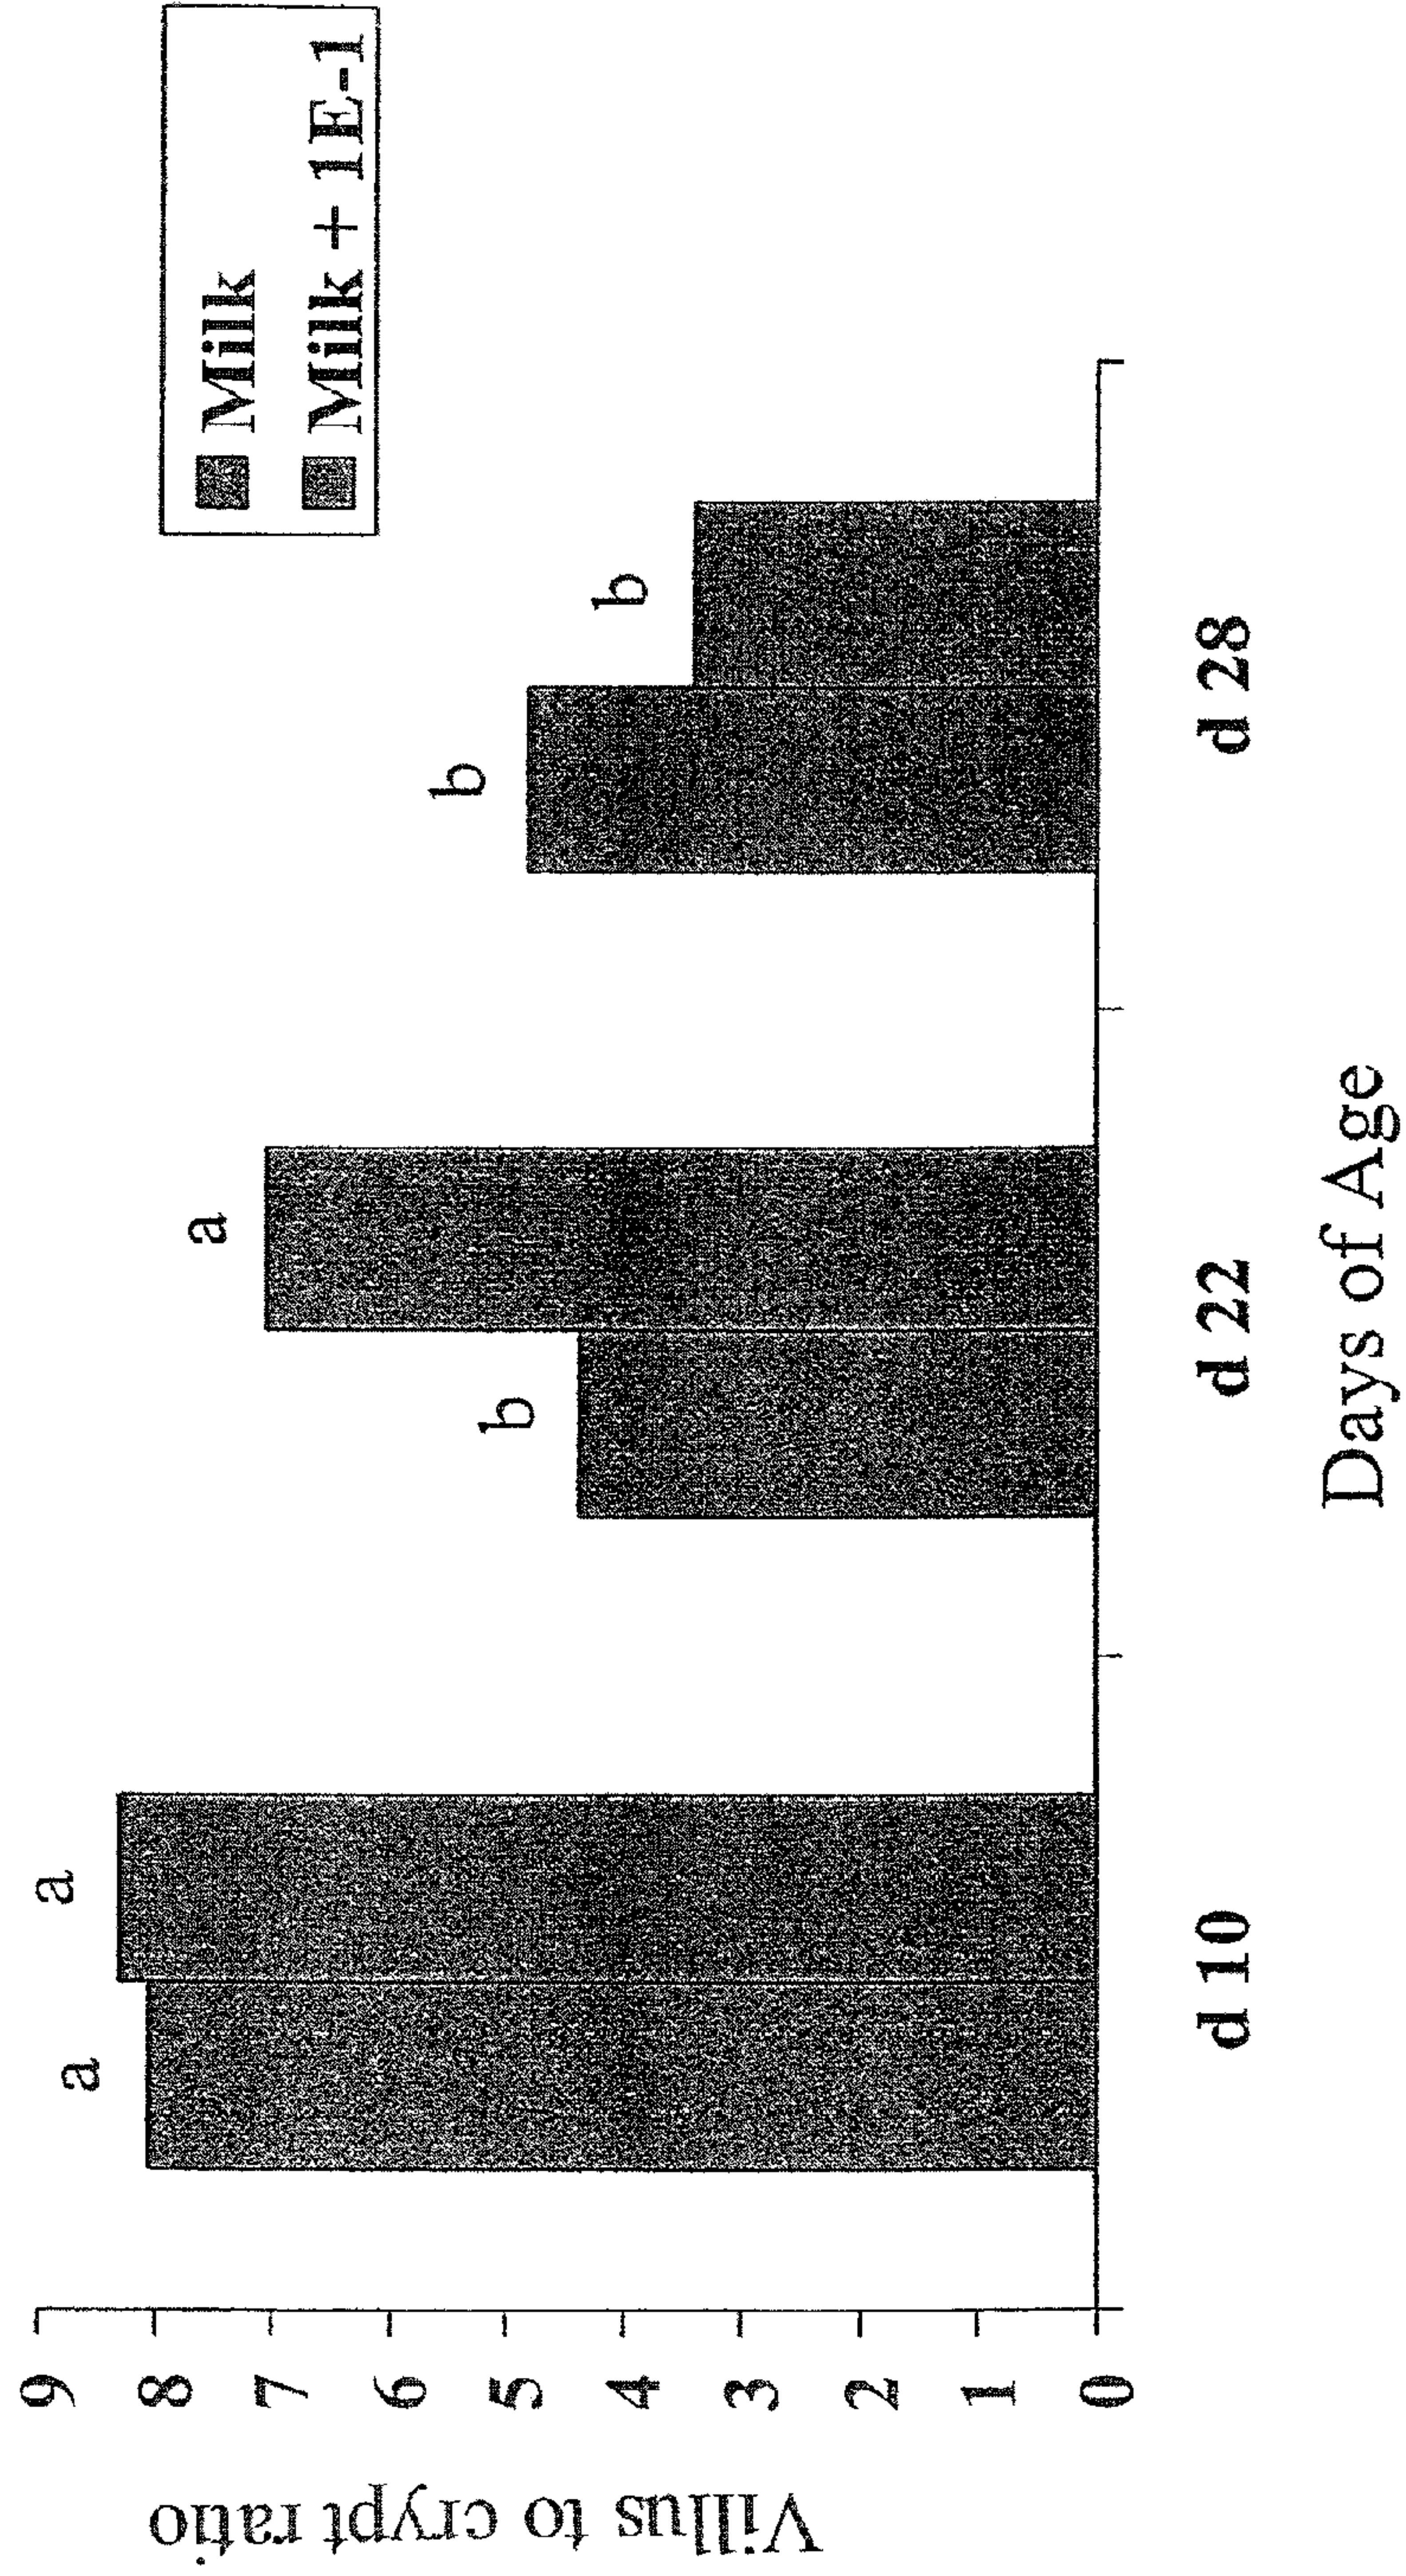 Villus to crypt ratio
9
8
7
6
5
4
3
2
1
0
a
a
b
a
b
b
d 10
d 22
d 28
Days of Age
Milk
Milk + 1E-1